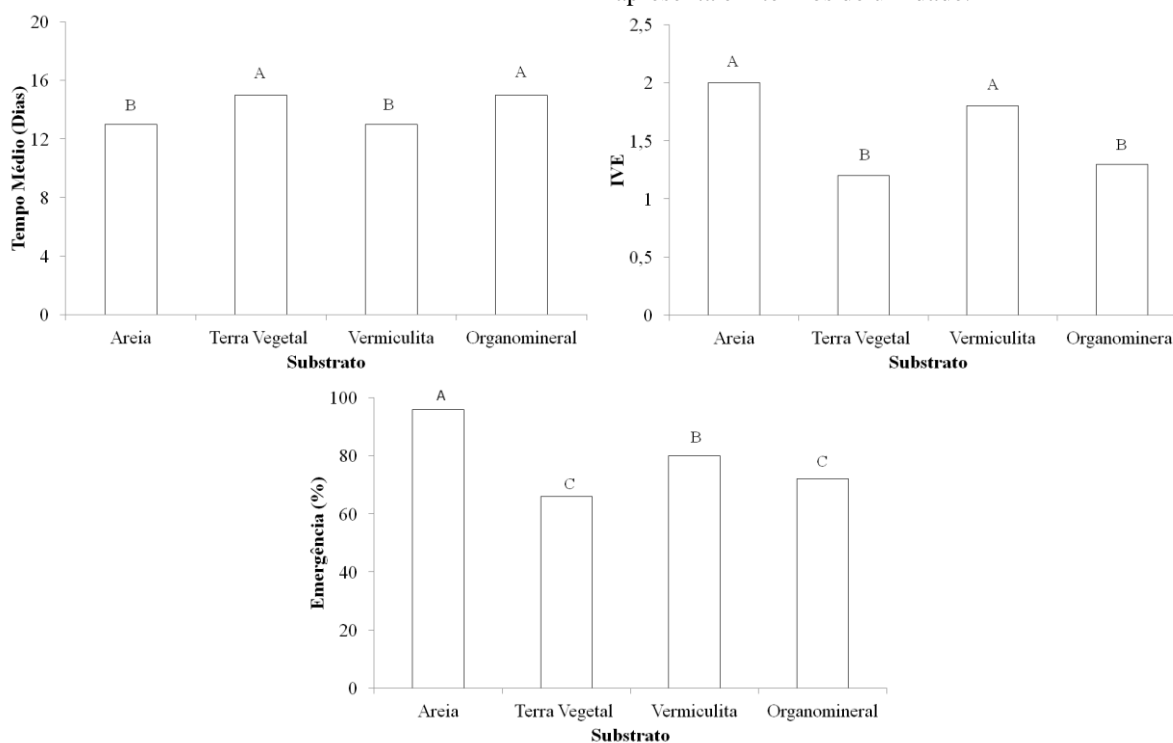 20
16
12
8
4
0
Tempo Médio (Dias)
B
A
B
A
Areia Terra Vegetal Vermiculita Organomineral
Substrato
2,5
2
1,5
1
0,5
0
IVE
A
B
A
B
Areia Terra Vegetal Vermiculita Organominera
Substrato
100
80
60
40
20
0
Emergência (%)
A
C
B
C
Areia Terra Vegetal Vermiculita Organomineral
Substrato